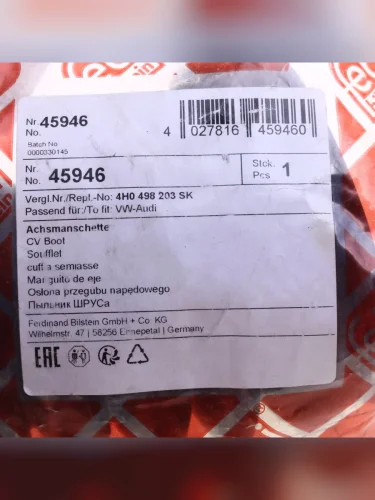 Nr. 45946
No.
Batch No
0000330145
4 027816 459460
Nr. 45946
No.
Stck. 1
Pcs
Vergl.Nr./Repl.-No: 4H0 498 203 SK
Passend für:/To fit: VW-Audi
Achsmanschette
CV Boot
Soufflet
cuffia semiasse
Manguito de eje
Osłona przegubu napędowego
Пыльник ШРУСа
Ferdinand Bilstein GmbH + Co. KG
Wilhelmstr. 47 | 58256 Ennepetal | Germany
EAC